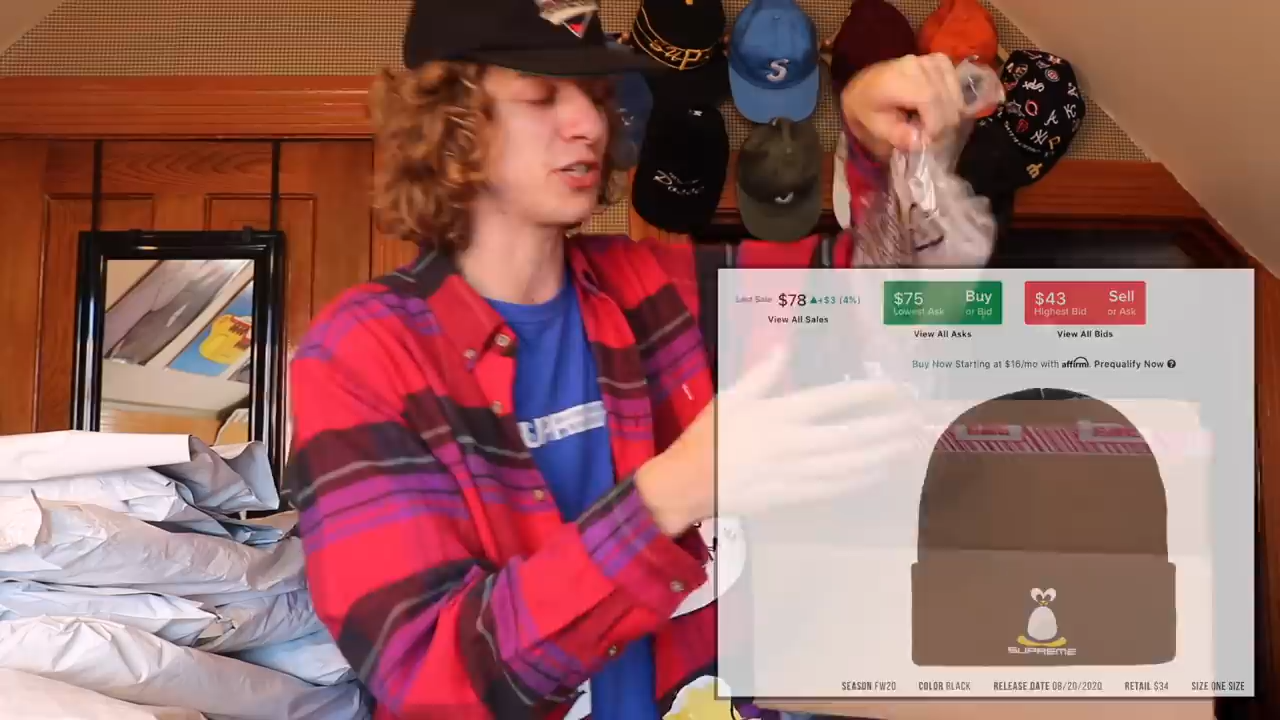 Last Sale $78 ▲+$3 (4%)
View All Sales
$75 Buy
Lowest Ask or Bid
View All Asks
$43 Sell
Highest Bid or Ask
View All Bids
Buy Now Starting at $16/mo with affirm. Prequalify Now
SUPREME
SEASON FW20 COLOR BLACK RELEASE DATE 08/20/2020 RETAIL $34 SIZE ONE SIZE
S